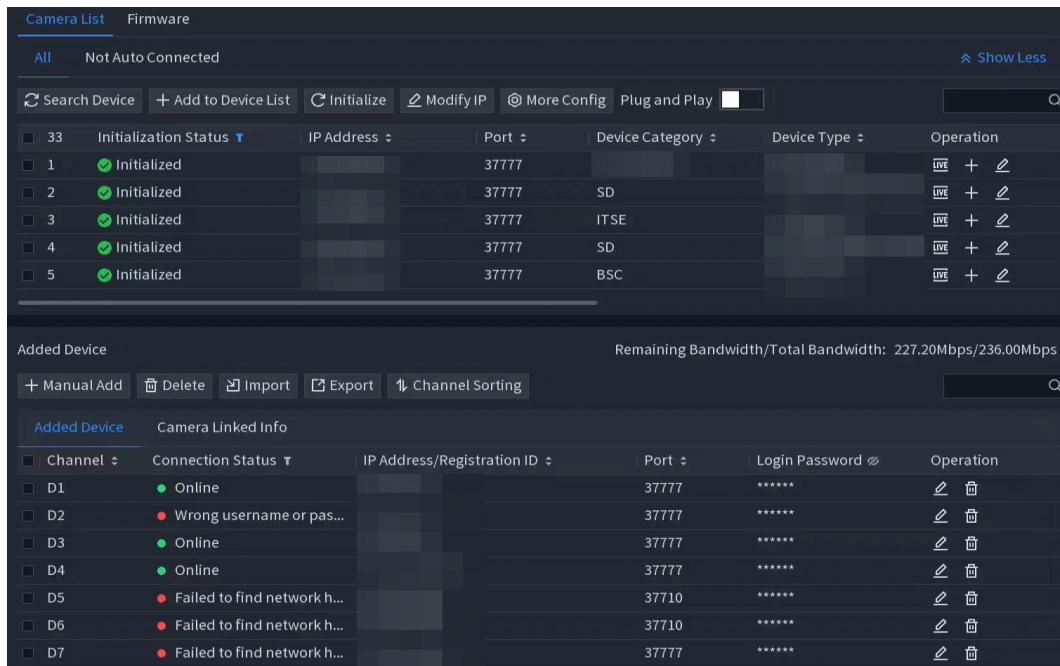 Camera List Firmware
All Not Auto Connected Show Less
Search Device Add to Device List Initialize Modify IP More Config Plug and Play
33 Initialization Status IP Address Port Device Category Device Type Operation
1 Initialized 37777 LIVE
2 Initialized 37777 SD LIVE
3 Initialized 37777 ITSE LIVE
4 Initialized 37777 SD LIVE
5 Initialized 37777 BSC LIVE
Added Device Remaining Bandwidth/Total Bandwidth: 227.20Mbps/236.00Mbps
Manual Add Delete Import Export Channel Sorting
Added Device Camera Linked Info
Channel Connection Status IP Address/Registration ID Port Login Password Operation
D1 Online 37777 ******
D2 Wrong username or pas... 37777 ******
D3 Online 37777 ******
D4 Online 37777 ******
D5 Failed to find network h... 37710 ******
D6 Failed to find network h... 37710 ******
D7 Failed to find network h... 37777 ******